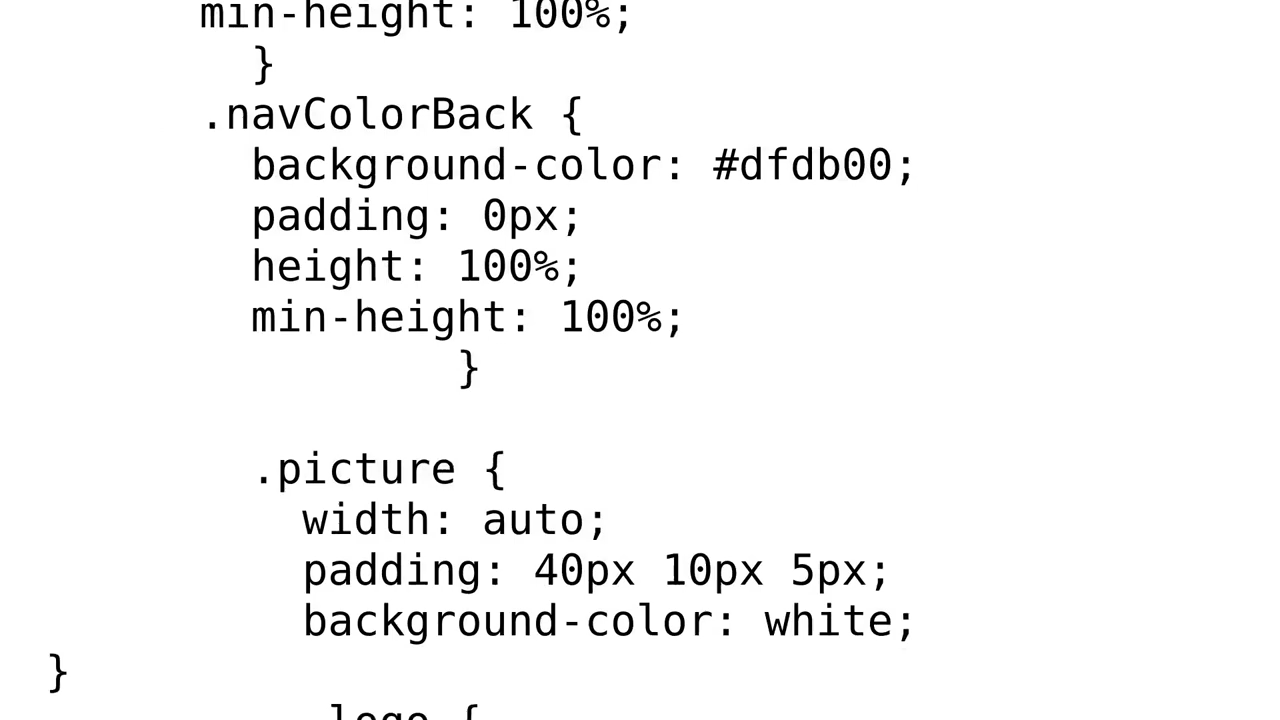 min-height: 100%;
}
.navColorBack {
background-color: #dfdb00;
padding: 0px;
height: 100%;
min-height: 100%;
}
.picture {
width: auto;
padding: 40px 10px 5px;
background-color: white;
}
logo {